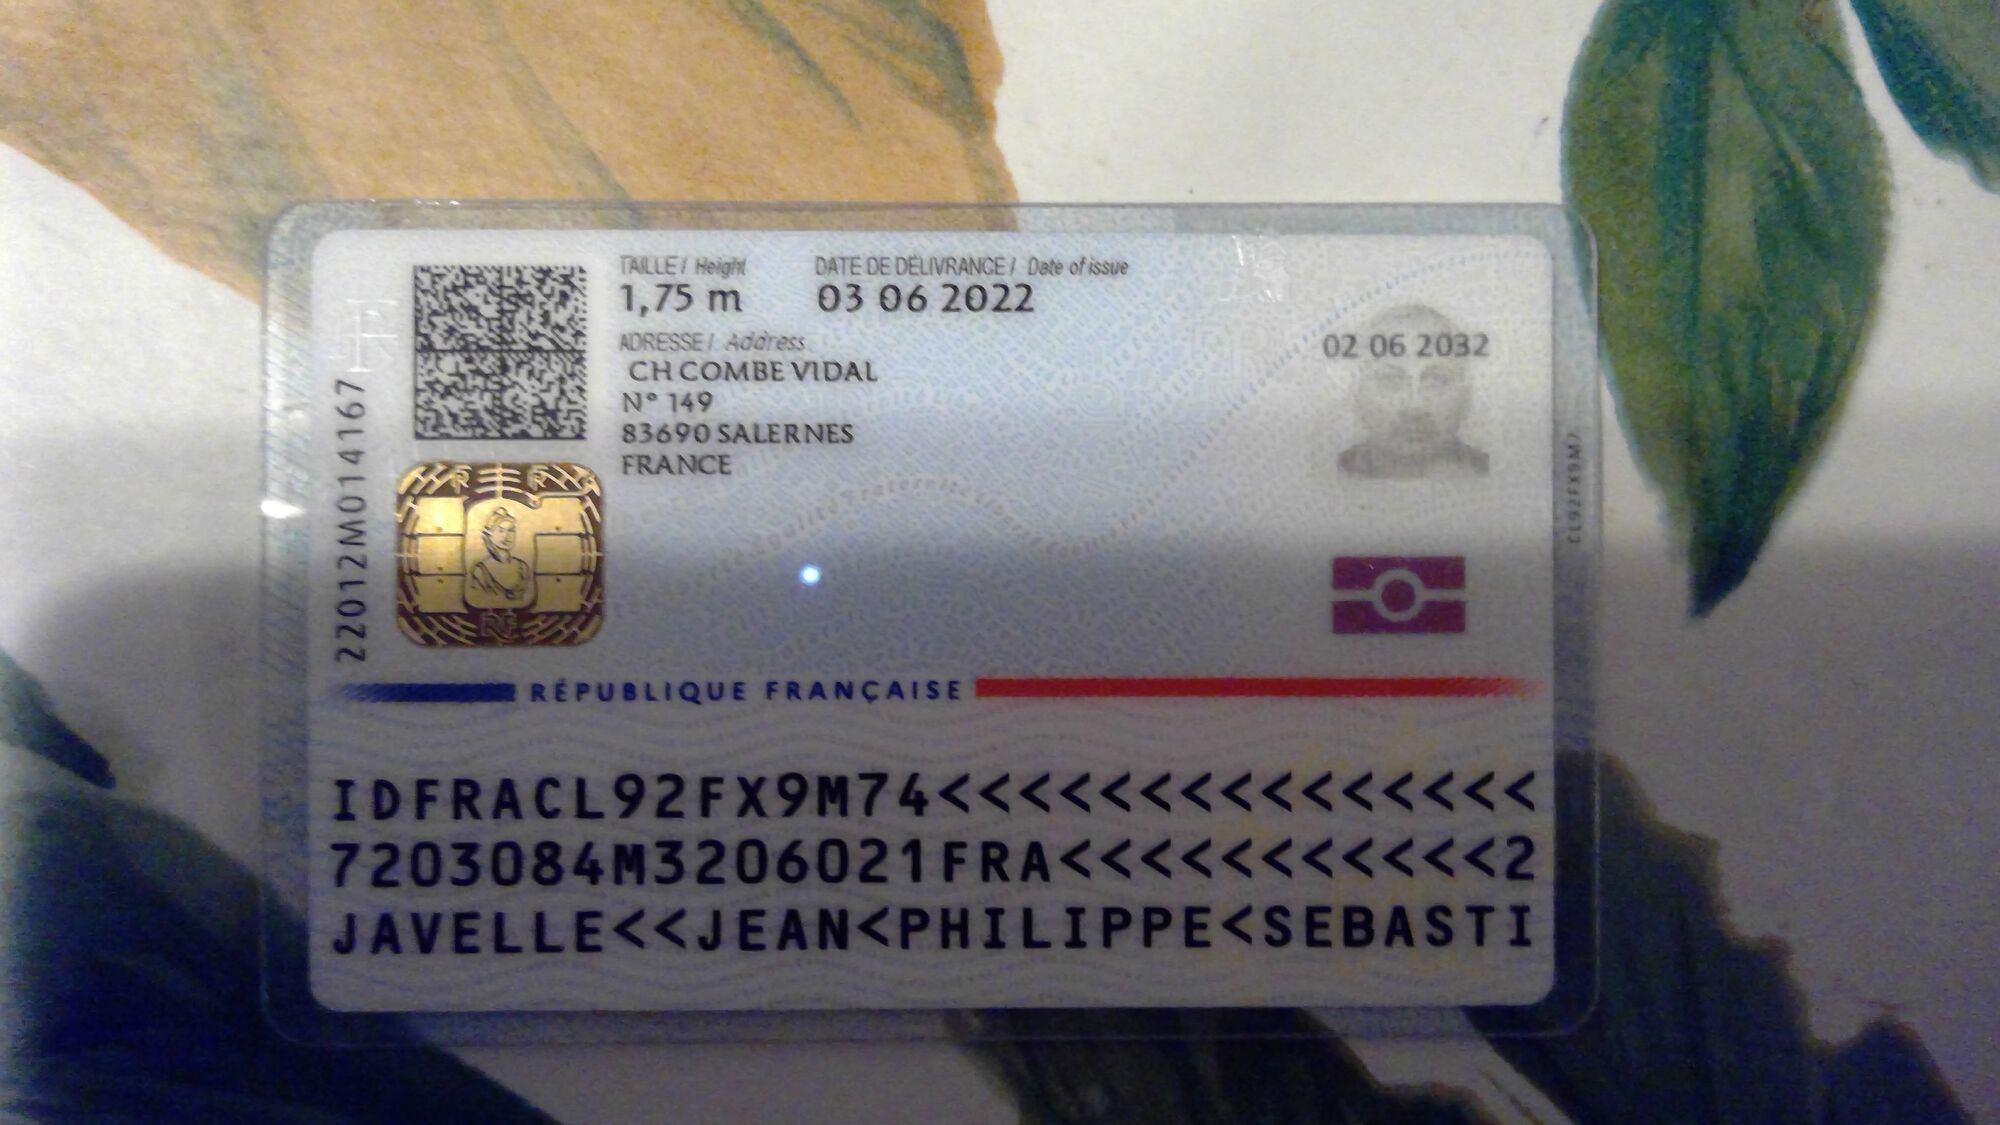 TAILLE / Height DATE DE DÉLIVRANCE / Date of issue
1,75 m 03 06 2022
ADRESSE / Address
CH COMBE VIDAL
N° 149
83690 SALERNES
FRANCE
02 06 2032
22012M014167
CL92FX9M7
RÉPUBLIQUE FRANÇAISE
IDFRACL92FX9M74<<<<<<<<<<<<<<<
7203084M3206021FRA<<<<<<<<<<<2
JAVELLE<<JEAN<PHILIPPE<SEBASTI